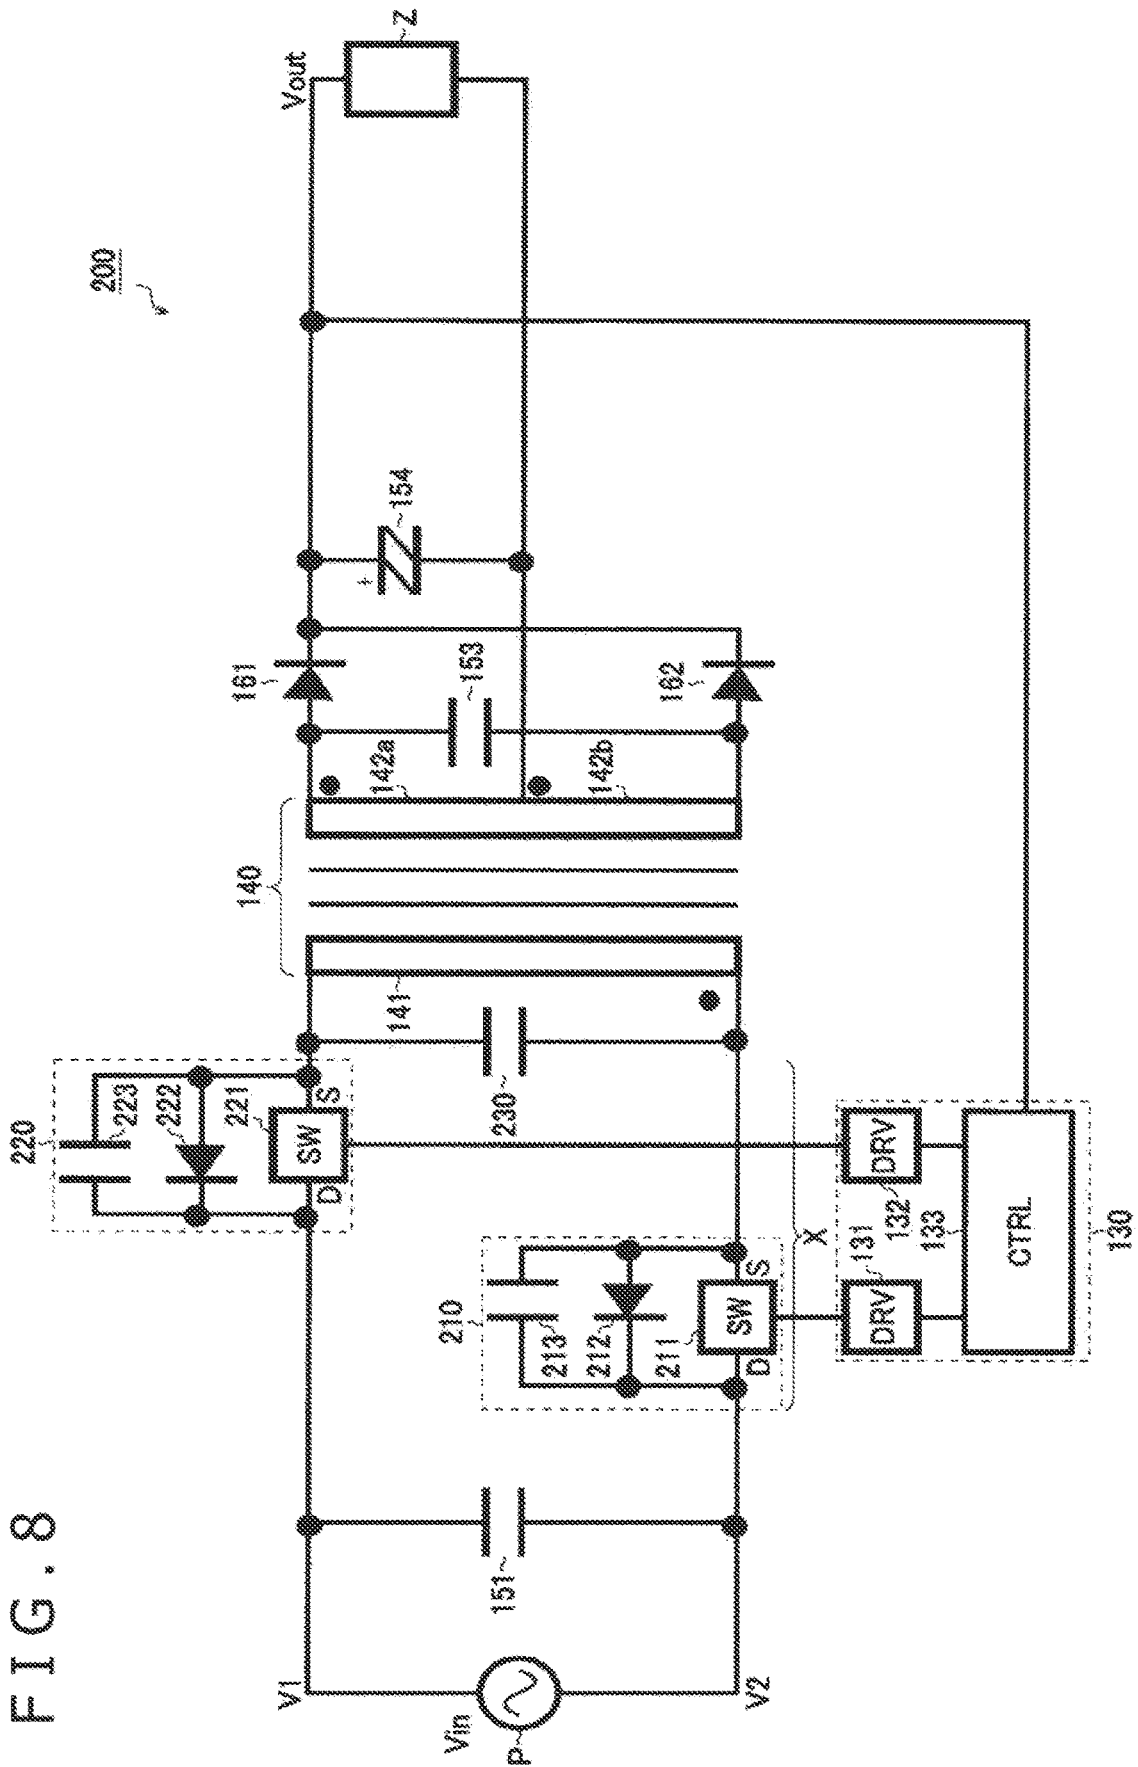 FIG.8
200
220
223
222
221
D
SW
S
140
161
154
+
Vout
Z
V1
Vin
P
151
230
141
142a
153
142b
162
210
213
212
211
D
SW
S
V2
X
131
DRV
132
DRV
133
CTRL
130